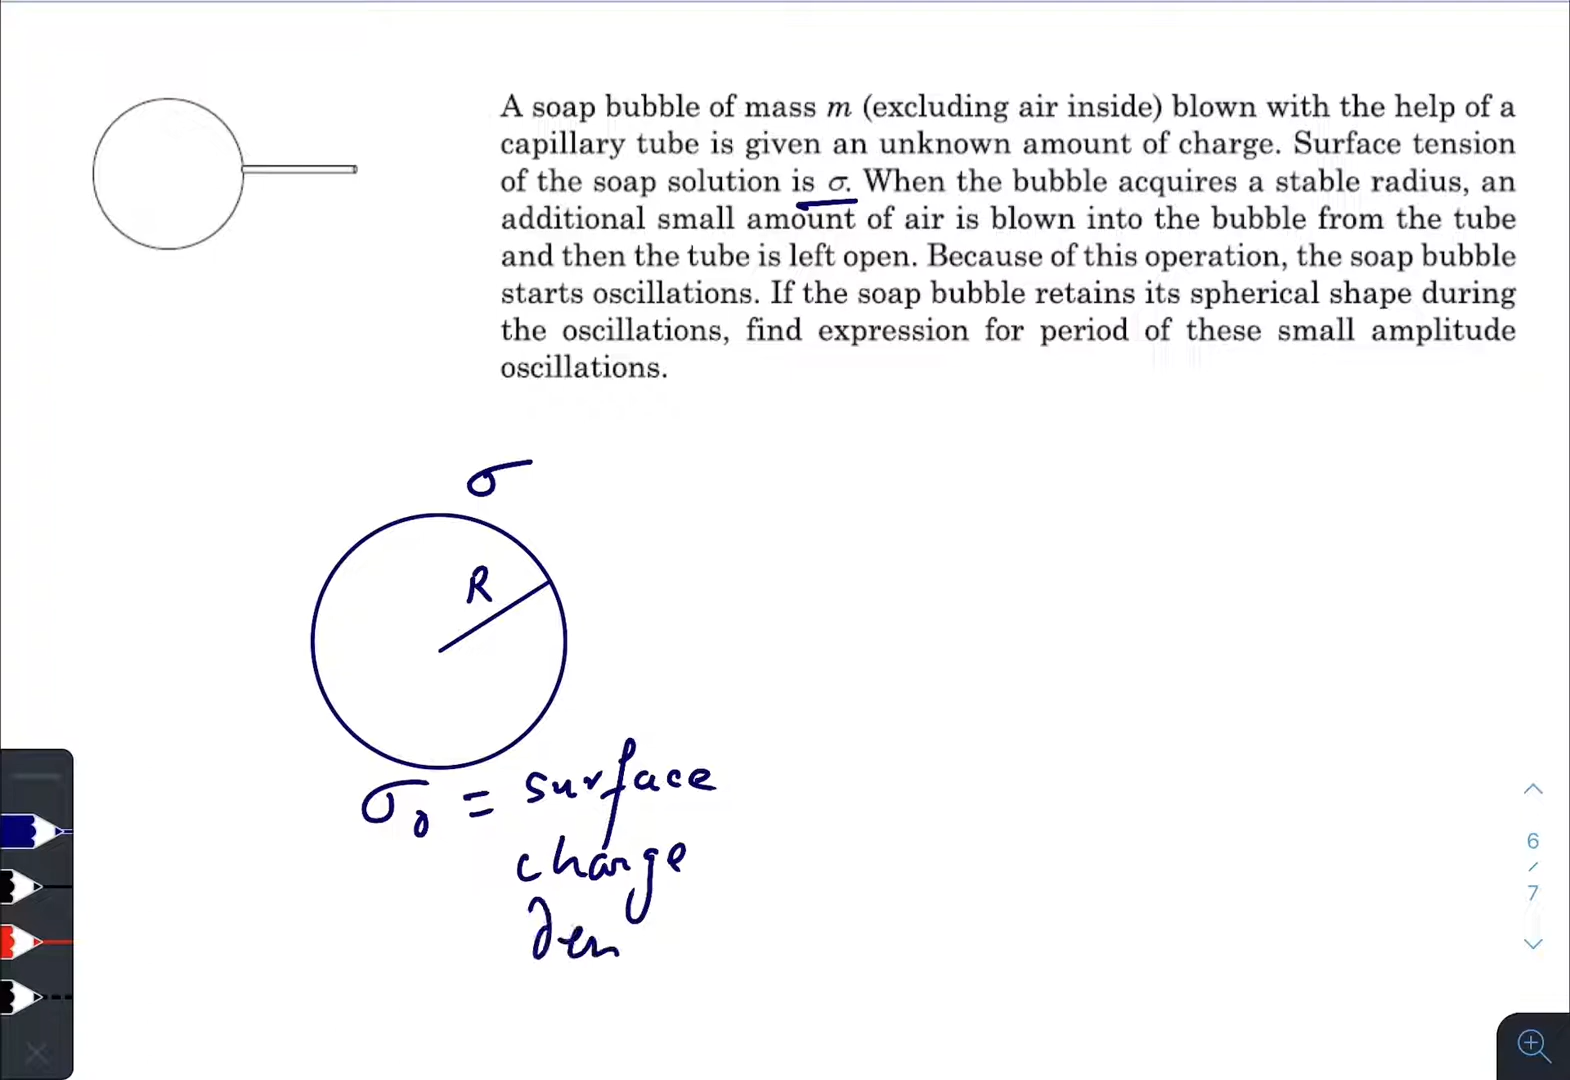 A soap bubble of mass m (excluding air inside) blown with the help of a
capillary tube is given an unknown amount of charge. Surface tension
of the soap solution is σ. When the bubble acquires a stable radius, an
additional small amount of air is blown into the bubble from the tube
and then the tube is left open. Because of this operation, the soap bubble
starts oscillations. If the soap bubble retains its spherical shape during
the oscillations, find expression for period of these small amplitude
oscillations.
σ
R
σ₀ = surface
charge
den
6
/
7